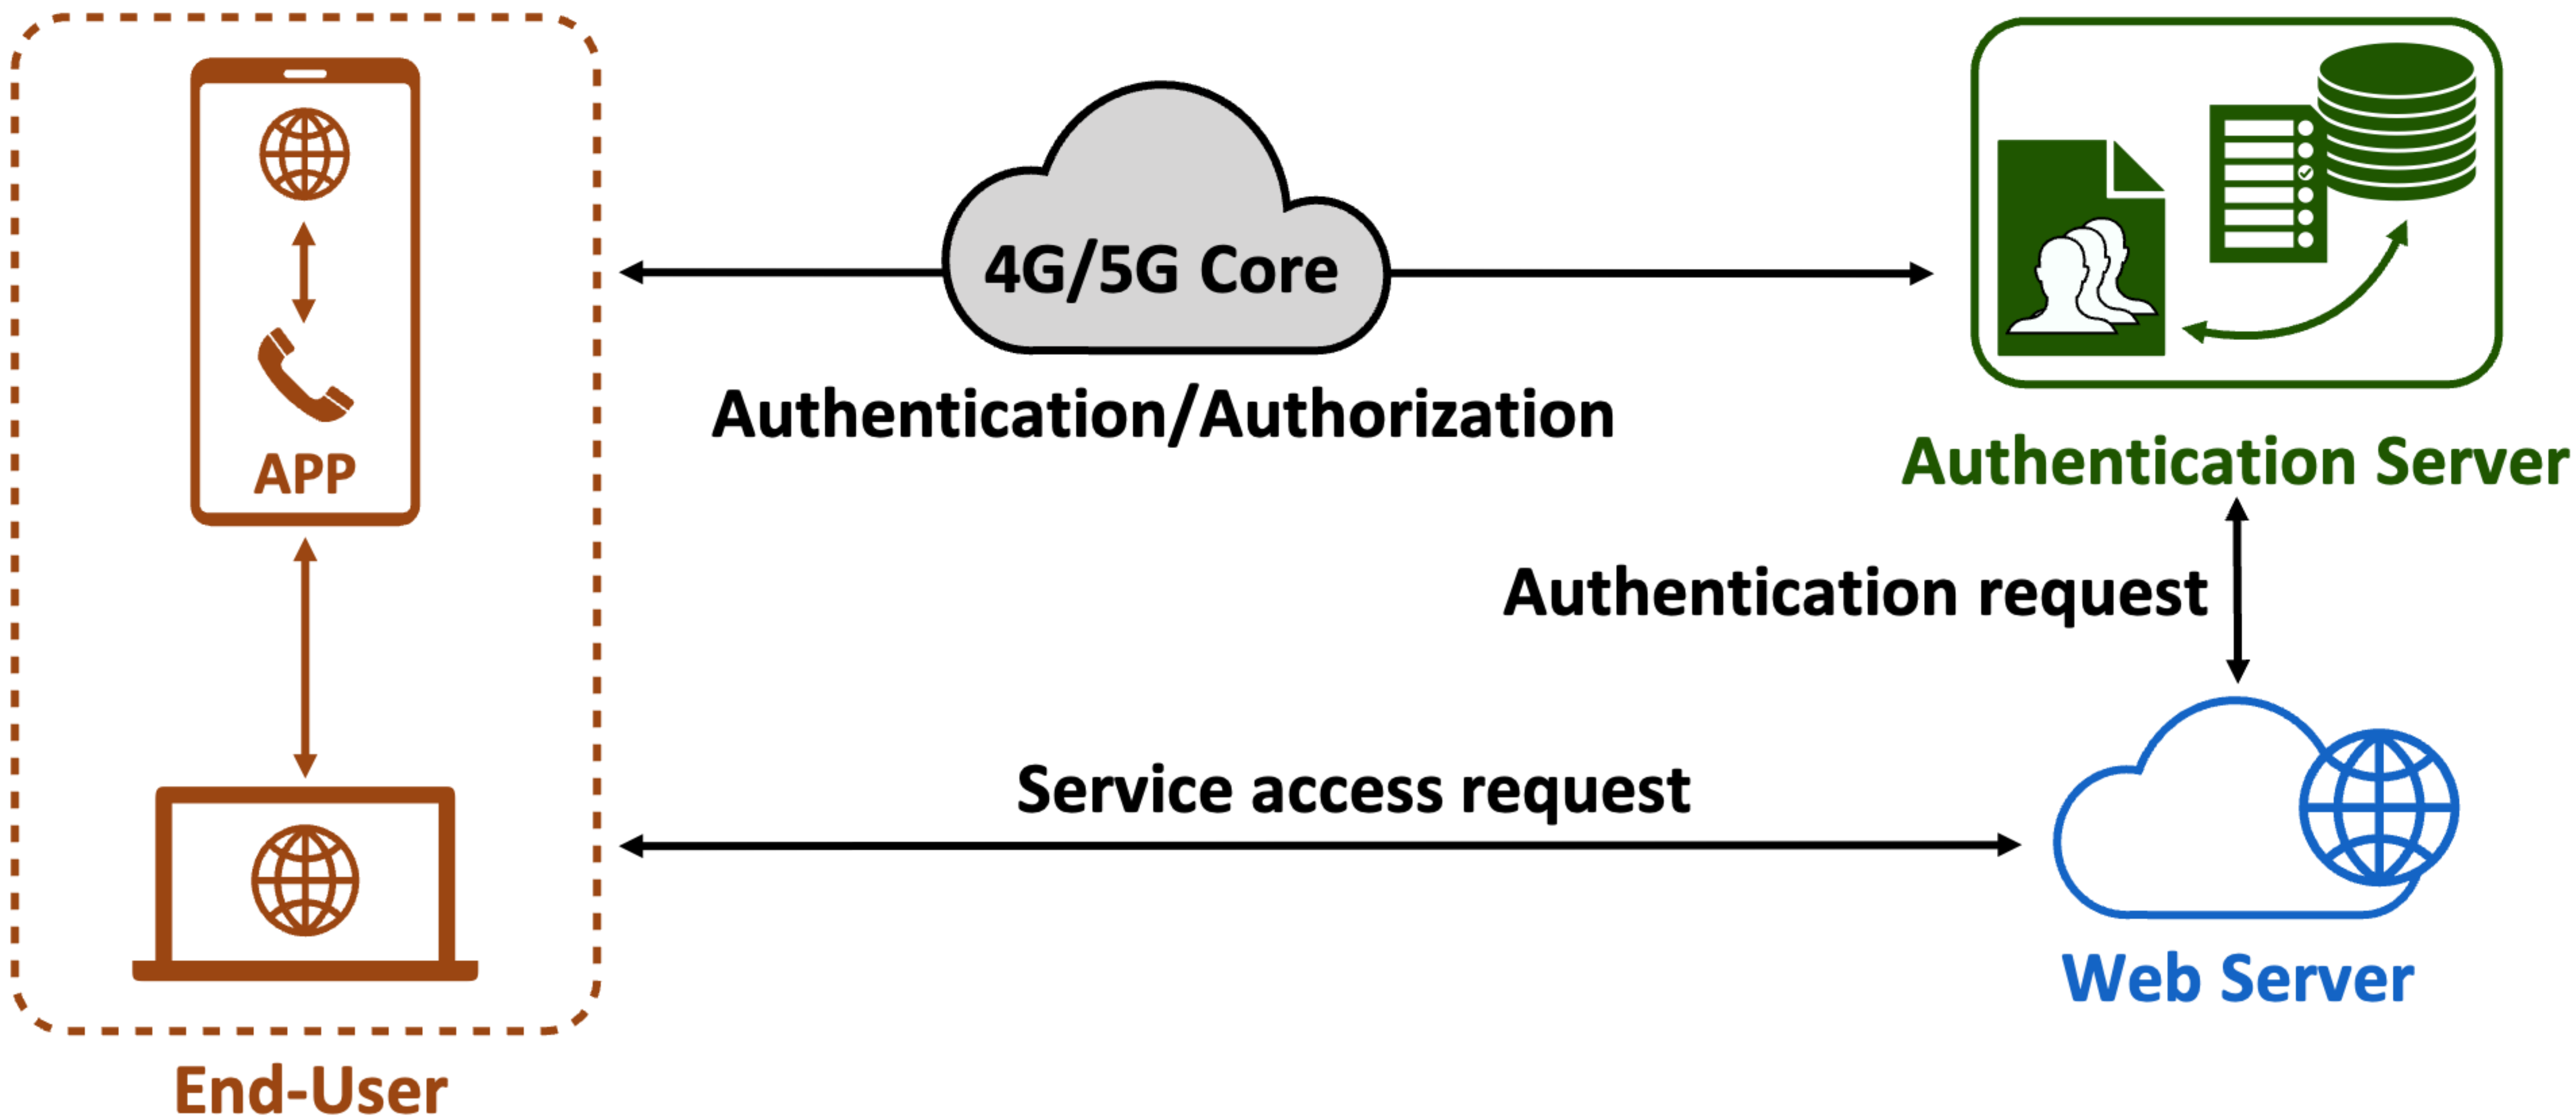 4G/5G Core
Authentication/Authorization
APP
Authentication Server
Authentication request
Service access request
Web Server
End-User